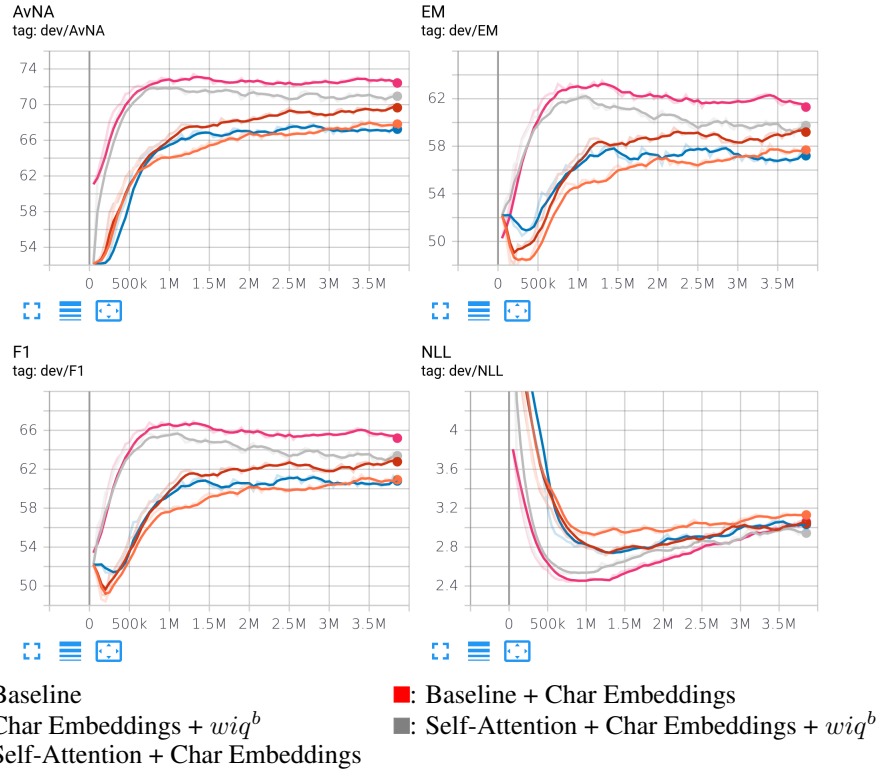 AvNA
tag: dev/AvNA
74
70
66
62
58
54
0 500k 1M 1.5M 2M 2.5M 3M 3.5M
EM
tag: dev/EM
62
58
54
50
0 500k 1M 1.5M 2M 2.5M 3M 3.5M
F1
tag: dev/F1
66
62
58
54
50
0 500k 1M 1.5M 2M 2.5M 3M 3.5M
NLL
tag: dev/NLL
4
3.6
3.2
2.8
2.4
0 500k 1M 1.5M 2M 2.5M 3M 3.5M
Baseline
Char Embeddings + wiq^b
Self-Attention + Char Embeddings
: Baseline + Char Embeddings
: Self-Attention + Char Embeddings + wiq^b